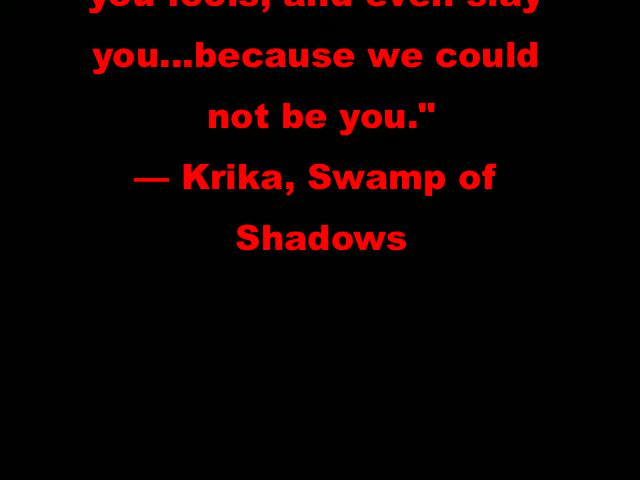 you fools, and even slay
you...because we could
not be you."
— Krika, Swamp of
Shadows